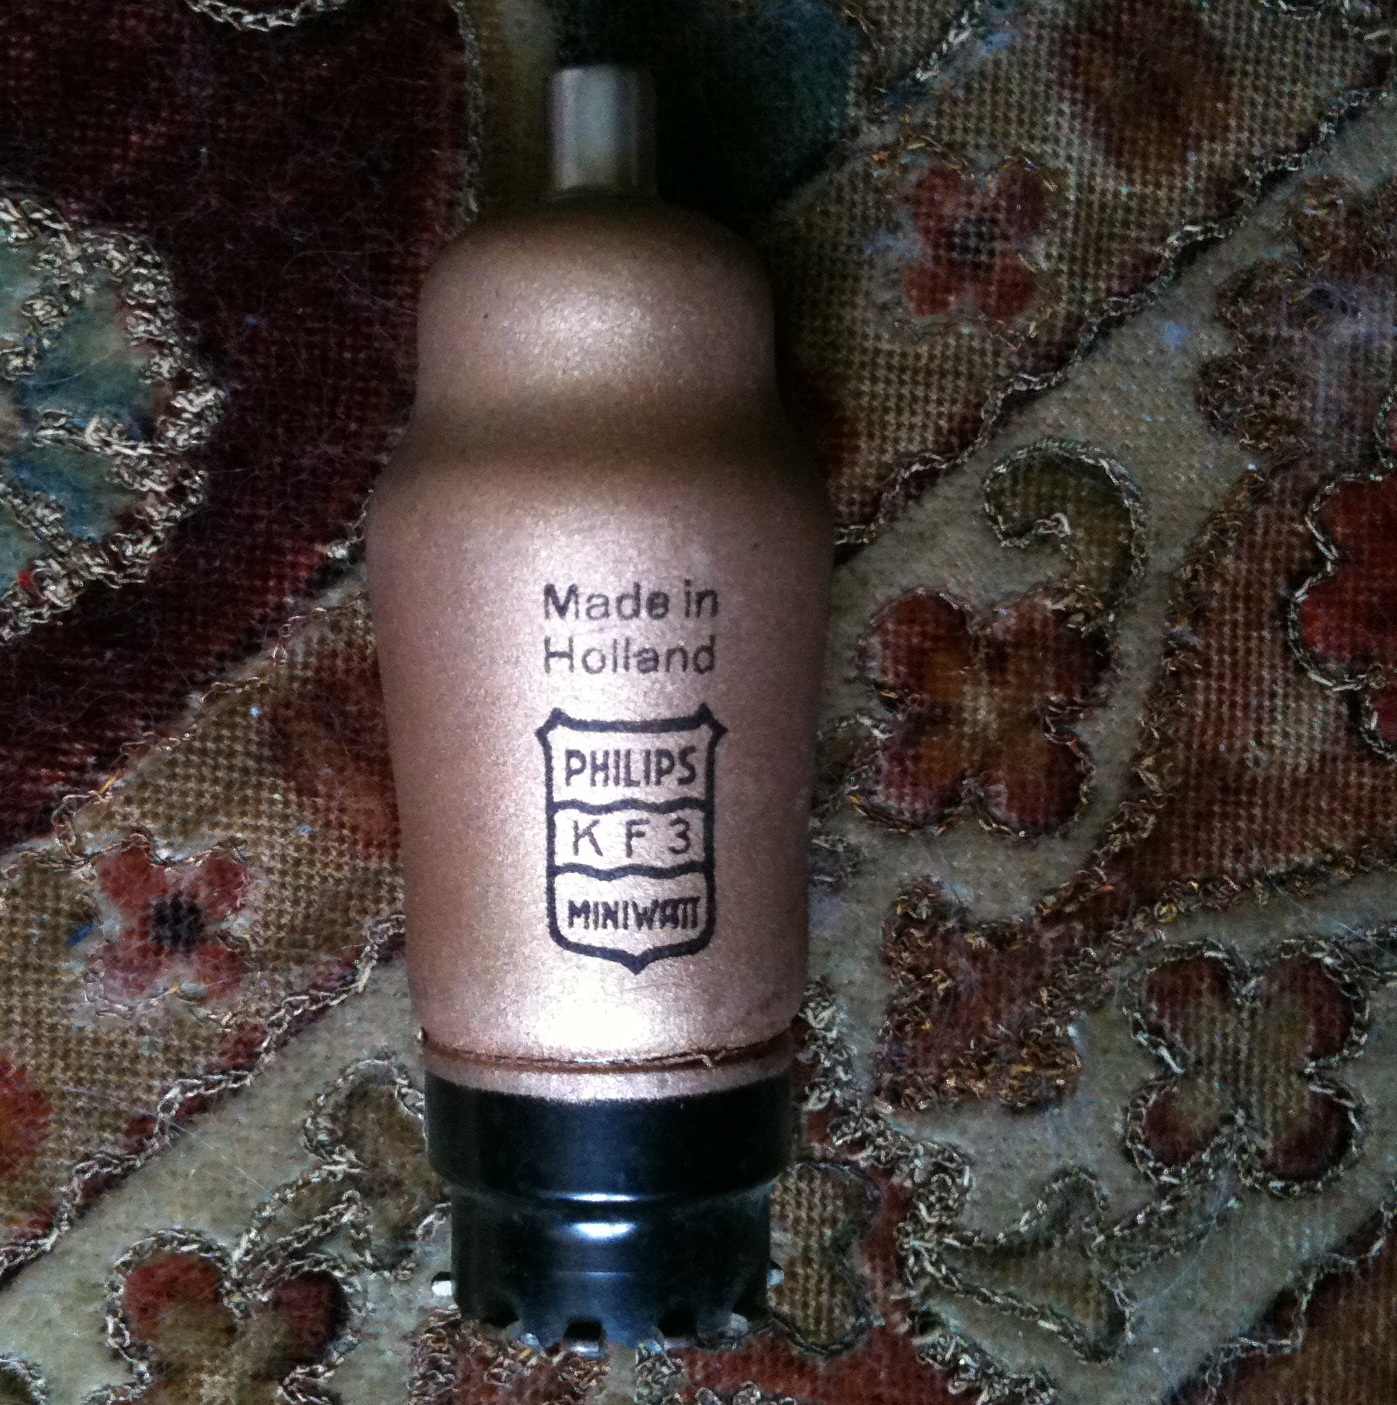 Made in
Holland
PHILIPS
KF3
MINIWATT